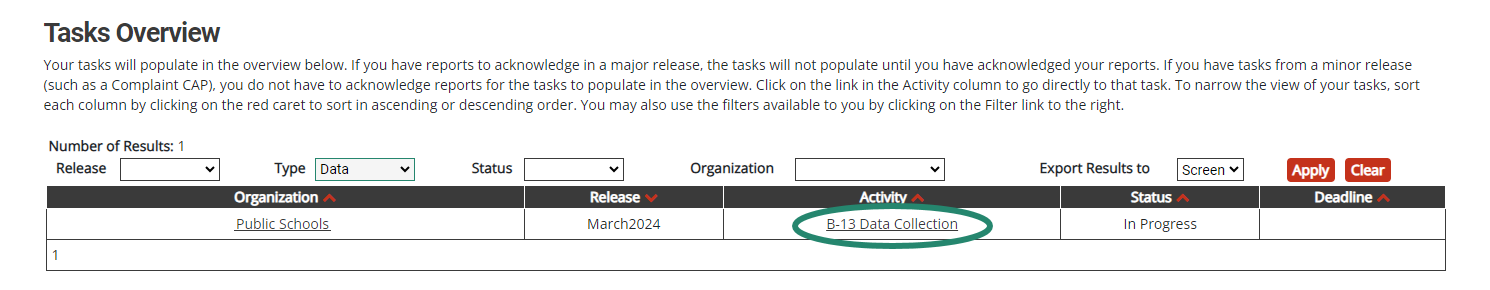 Tasks Overview
Your tasks will populate in the overview below. If you have reports to acknowledge in a major release, the tasks will not populate until you have acknowledged your reports. If you have tasks from a minor release
(such as a Complaint CAP), you do not have to acknowledge reports for the tasks to populate in the overview. Click on the link in the Activity column to go directly to that task. To narrow the view of your tasks, sort
each column by clicking on the red caret to sort in ascending or descending order. You may also use the filters available to you by clicking on the Filter link to the right.
Number of Results: 1
Release Type Data Status Organization Export Results to Screen Apply Clear
Organization Release Activity Status Deadline
Public Schools March2024 B-13 Data Collection In Progress
1